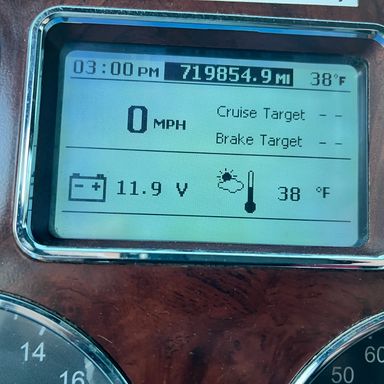 03:00 PM 719854.9 MI 38°F
0 MPH
Cruise Target - -
Brake Target - -
- + 11.9 V 38 °F
14
16
60
50